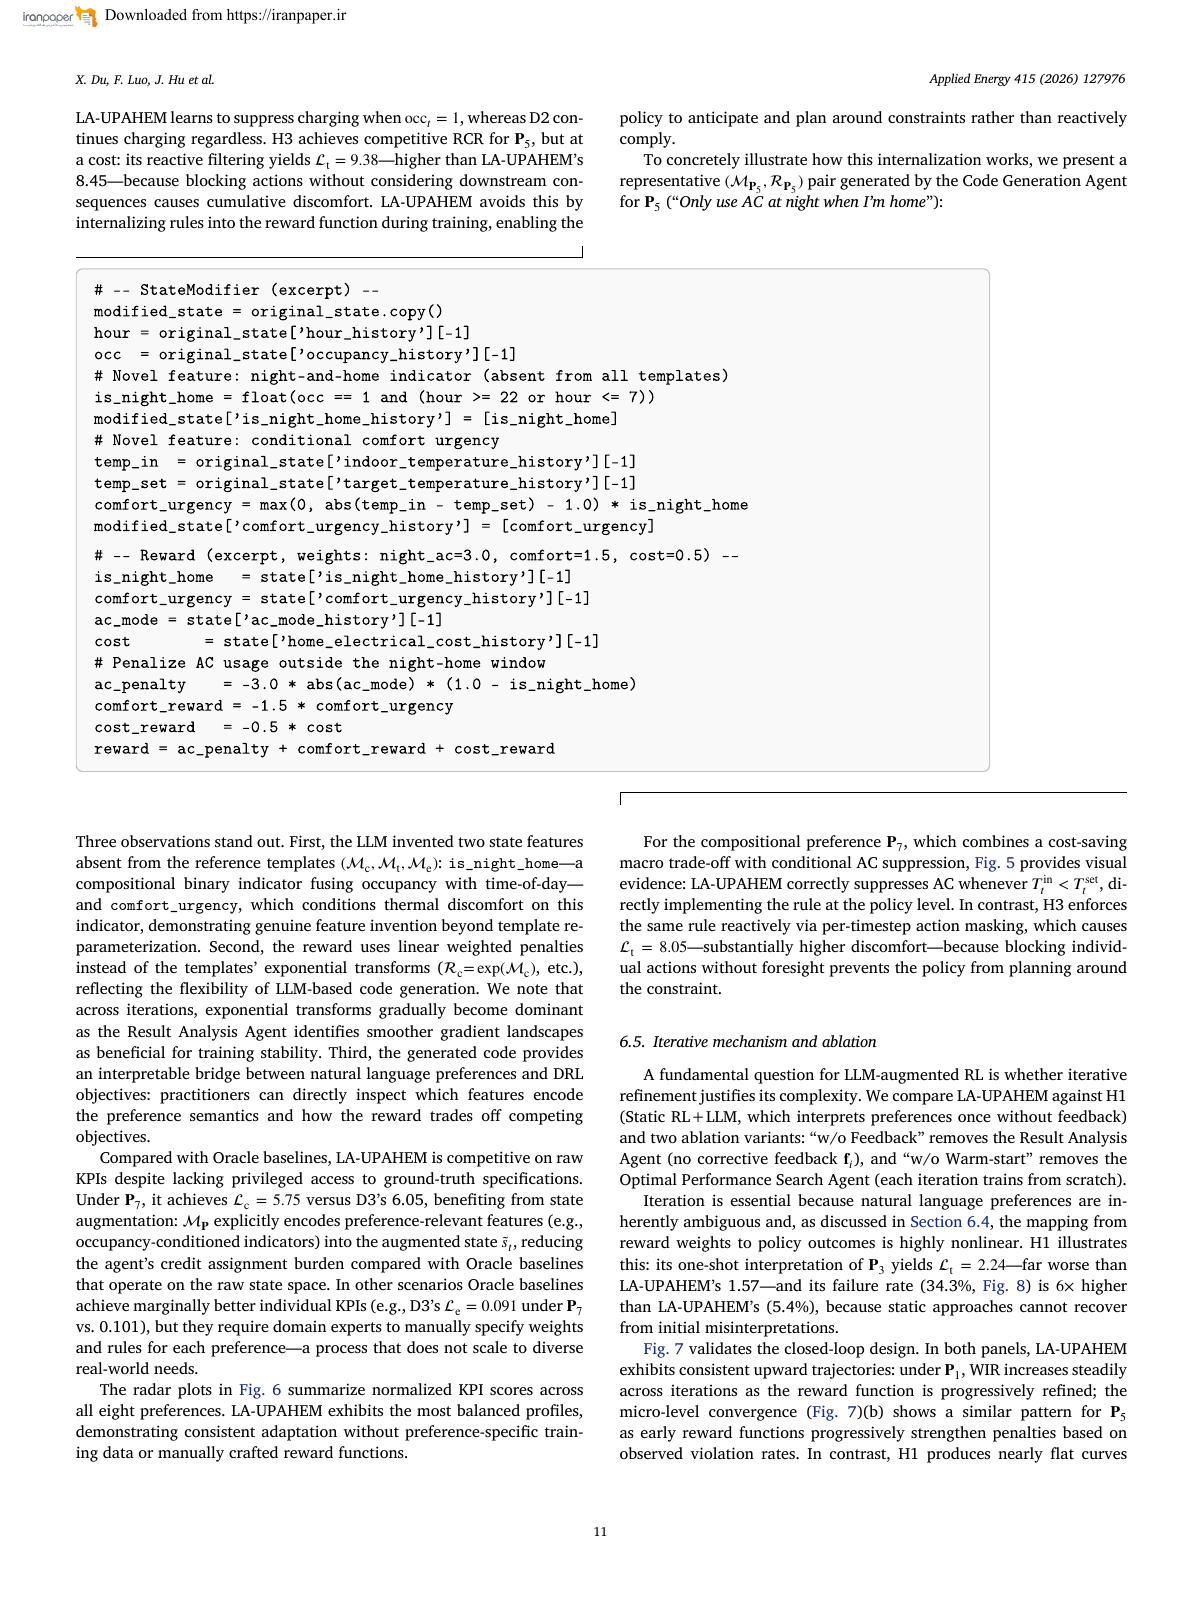 iranpaper
Downloaded from https://iranpaper.ir
X. Du, F. Luo, J. Hu et al.
Applied Energy 415 (2026) 127976
LA-UPAHEM learns to suppress charging when occₜ = 1, whereas D2 con-
tinues charging regardless. H3 achieves competitive RCR for P₅, but at
a cost: its reactive filtering yields ℒₜ = 9.38—higher than LA-UPAHEM's
8.45—because blocking actions without considering downstream con-
sequences causes cumulative discomfort. LA-UPAHEM avoids this by
internalizing rules into the reward function during training, enabling the
policy to anticipate and plan around constraints rather than reactively
comply.
To concretely illustrate how this internalization works, we present a
representative (ℳ_P₅, ℛ_P₅) pair generated by the Code Generation Agent
for P₅ (“Only use AC at night when I'm home”):
# -- StateModifier (excerpt) --
modified_state = original_state.copy()
hour = original_state['hour_history'][-1]
occ  = original_state['occupancy_history'][-1]
# Novel feature: night-and-home indicator (absent from all templates)
is_night_home = float(occ == 1 and (hour >= 22 or hour <= 7))
modified_state['is_night_home_history'] = [is_night_home]
# Novel feature: conditional comfort urgency
temp_in  = original_state['indoor_temperature_history'][-1]
temp_set = original_state['target_temperature_history'][-1]
comfort_urgency = max(0, abs(temp_in - temp_set) - 1.0) * is_night_home
modified_state['comfort_urgency_history'] = [comfort_urgency]
# -- Reward (excerpt, weights: night_ac=3.0, comfort=1.5, cost=0.5) --
is_night_home   = state['is_night_home_history'][-1]
comfort_urgency = state['comfort_urgency_history'][-1]
ac_mode = state['ac_mode_history'][-1]
cost        = state['home_electrical_cost_history'][-1]
# Penalize AC usage outside the night-home window
ac_penalty    = -3.0 * abs(ac_mode) * (1.0 - is_night_home)
comfort_reward = -1.5 * comfort_urgency
cost_reward   = -0.5 * cost
reward = ac_penalty + comfort_reward + cost_reward
Three observations stand out. First, the LLM invented two state features
absent from the reference templates (ℳ_c, ℳ_t, ℳ_e): is_night_home—a
compositional binary indicator fusing occupancy with time-of-day—
and comfort_urgency, which conditions thermal discomfort on this
indicator, demonstrating genuine feature invention beyond template re-
parameterization. Second, the reward uses linear weighted penalties
instead of the templates' exponential transforms (ℛ_c=exp(ℳ_c), etc.),
reflecting the flexibility of LLM-based code generation. We note that
across iterations, exponential transforms gradually become dominant
as the Result Analysis Agent identifies smoother gradient landscapes
as beneficial for training stability. Third, the generated code provides
an interpretable bridge between natural language preferences and DRL
objectives: practitioners can directly inspect which features encode
the preference semantics and how the reward trades off competing
objectives.
Compared with Oracle baselines, LA-UPAHEM is competitive on raw
KPIs despite lacking privileged access to ground-truth specifications.
Under P₇, it achieves ℒ_c = 5.75 versus D3's 6.05, benefiting from state
augmentation: ℳ_P explicitly encodes preference-relevant features (e.g.,
occupancy-conditioned indicators) into the augmented state s̃ₜ, reducing
the agent's credit assignment burden compared with Oracle baselines
that operate on the raw state space. In other scenarios Oracle baselines
achieve marginally better individual KPIs (e.g., D3's ℒ_e = 0.091 under P₇
vs. 0.101), but they require domain experts to manually specify weights
and rules for each preference—a process that does not scale to diverse
real-world needs.
The radar plots in Fig. 6 summarize normalized KPI scores across
all eight preferences. LA-UPAHEM exhibits the most balanced profiles,
demonstrating consistent adaptation without preference-specific train-
ing data or manually crafted reward functions.
For the compositional preference P₇, which combines a cost-saving
macro trade-off with conditional AC suppression, Fig. 5 provides visual
evidence: LA-UPAHEM correctly suppresses AC whenever Tₜ^in < Tₜ^set, di-
rectly implementing the rule at the policy level. In contrast, H3 enforces
the same rule reactively via per-timestep action masking, which causes
ℒₜ = 8.05—substantially higher discomfort—because blocking individ-
ual actions without foresight prevents the policy from planning around
the constraint.
6.5. Iterative mechanism and ablation
A fundamental question for LLM-augmented RL is whether iterative
refinement justifies its complexity. We compare LA-UPAHEM against H1
(Static RL+LLM, which interprets preferences once without feedback)
and two ablation variants: “w/o Feedback” removes the Result Analysis
Agent (no corrective feedback fᵢ), and “w/o Warm-start” removes the
Optimal Performance Search Agent (each iteration trains from scratch).
Iteration is essential because natural language preferences are in-
herently ambiguous and, as discussed in Section 6.4, the mapping from
reward weights to policy outcomes is highly nonlinear. H1 illustrates
this: its one-shot interpretation of P₃ yields ℒₜ = 2.24—far worse than
LA-UPAHEM's 1.57—and its failure rate (34.3%, Fig. 8) is 6× higher
than LA-UPAHEM's (5.4%), because static approaches cannot recover
from initial misinterpretations.
Fig. 7 validates the closed-loop design. In both panels, LA-UPAHEM
exhibits consistent upward trajectories: under P₁, WIR increases steadily
across iterations as the reward function is progressively refined; the
micro-level convergence (Fig. 7)(b) shows a similar pattern for P₅
as early reward functions progressively strengthen penalties based on
observed violation rates. In contrast, H1 produces nearly flat curves
11